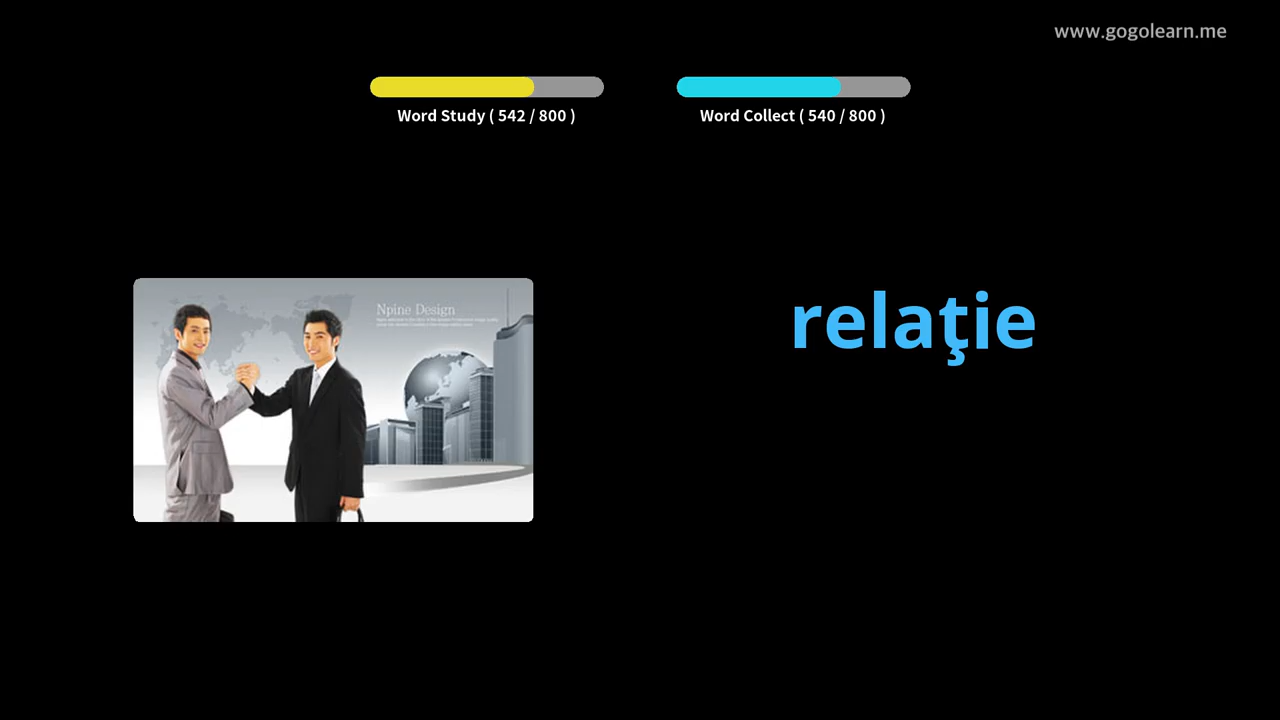 www.gogolearn.me
Word Study ( 542 / 800 )
Word Collect ( 540 / 800 )
Npine Design
relaţie